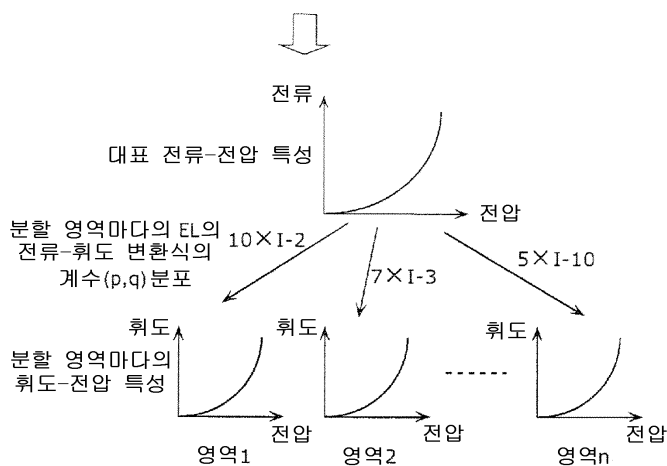 전류
대표 전류-전압 특성
전압
분할 영역마다의 EL의
전류-휘도 변환식의
계수(p,q)분포
10×I-2
7×I-3
5×I-10
분할 영역마다의
휘도-전압 특성
휘도
전압
영역1
휘도
전압
영역2
휘도
전압
영역n